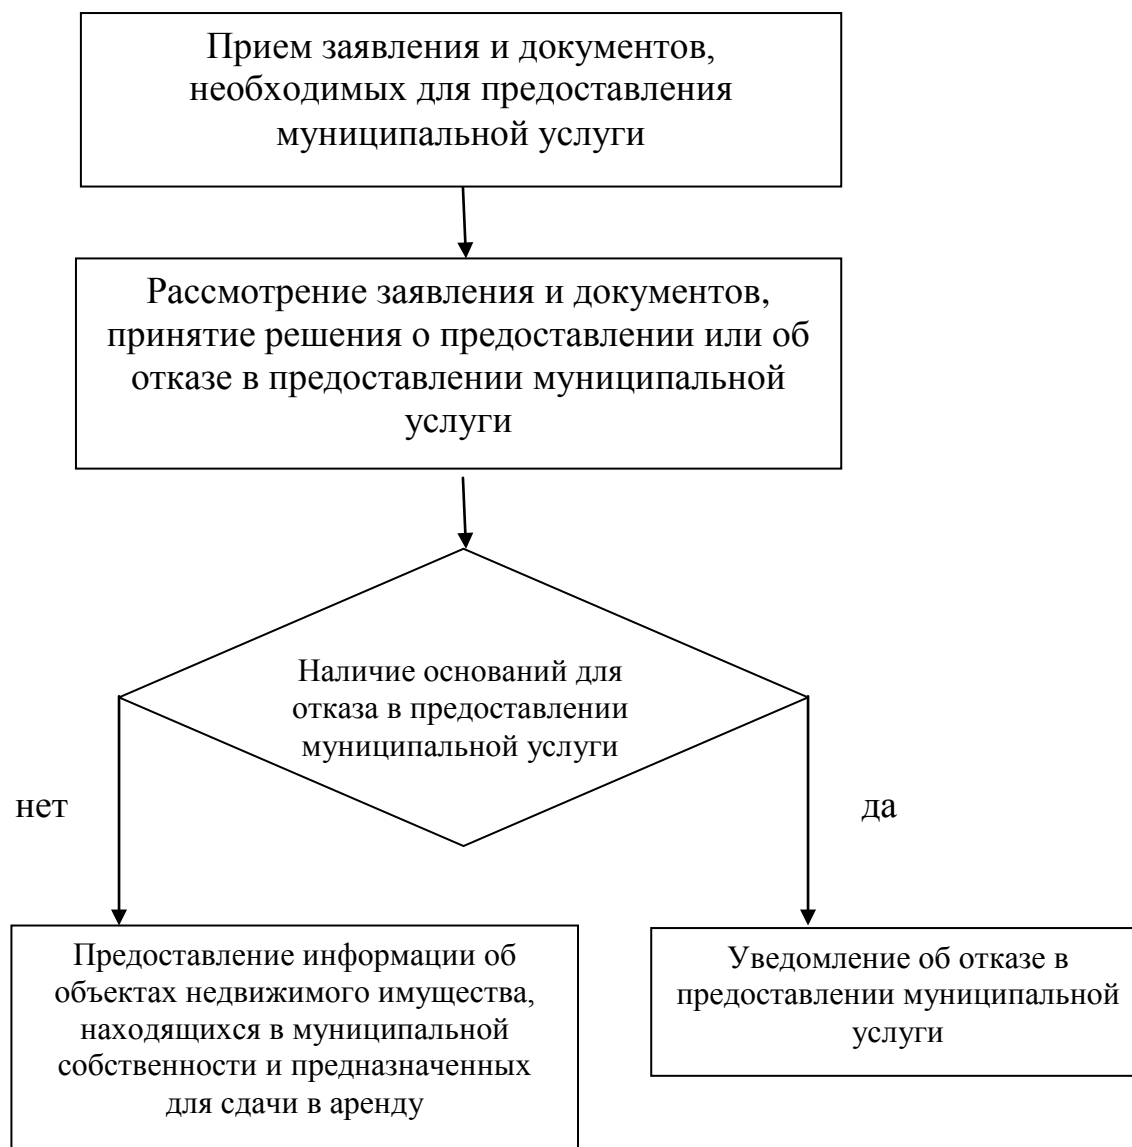 Прием заявления и документов,
необходимых для предоставления
муниципальной услуги
Рассмотрение заявления и документов,
принятие решения о предоставлении или об
отказе в предоставлении муниципальной
услуги
Наличие оснований для
отказа в предоставлении
муниципальной услуги
нет
да
Предоставление информации об
объектах недвижимого имущества,
находящихся в муниципальной
собственности и предназначенных
для сдачи в аренду
Уведомление об отказе в
предоставлении муниципальной
услуги